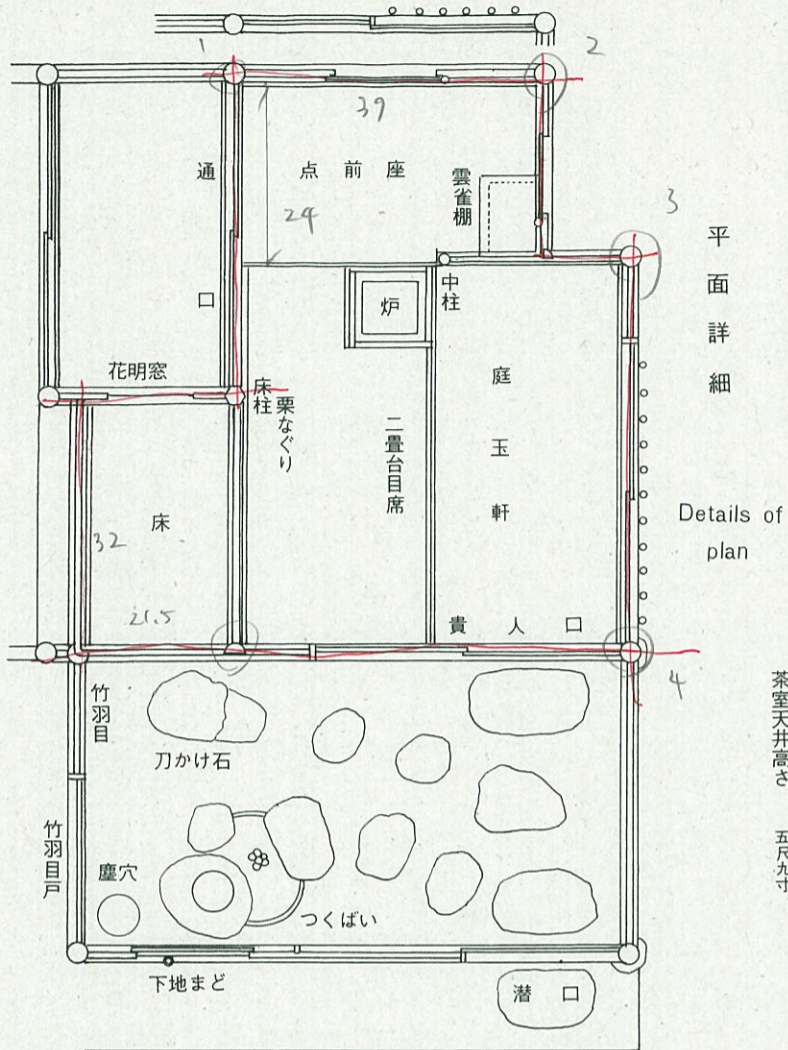 1
2
39
通口
点前座
雲雀棚
24
3
平面詳細
炉
中柱
花明窓
床柱
栗なぐり
二畳台目席
庭玉軒
床
32
21.5
Details of
plan
貴人口
4
竹羽目
刀かけ石
茶室天井高さ 五尺九寸
竹羽目戸
塵穴
つくばい
下地まど
潜口